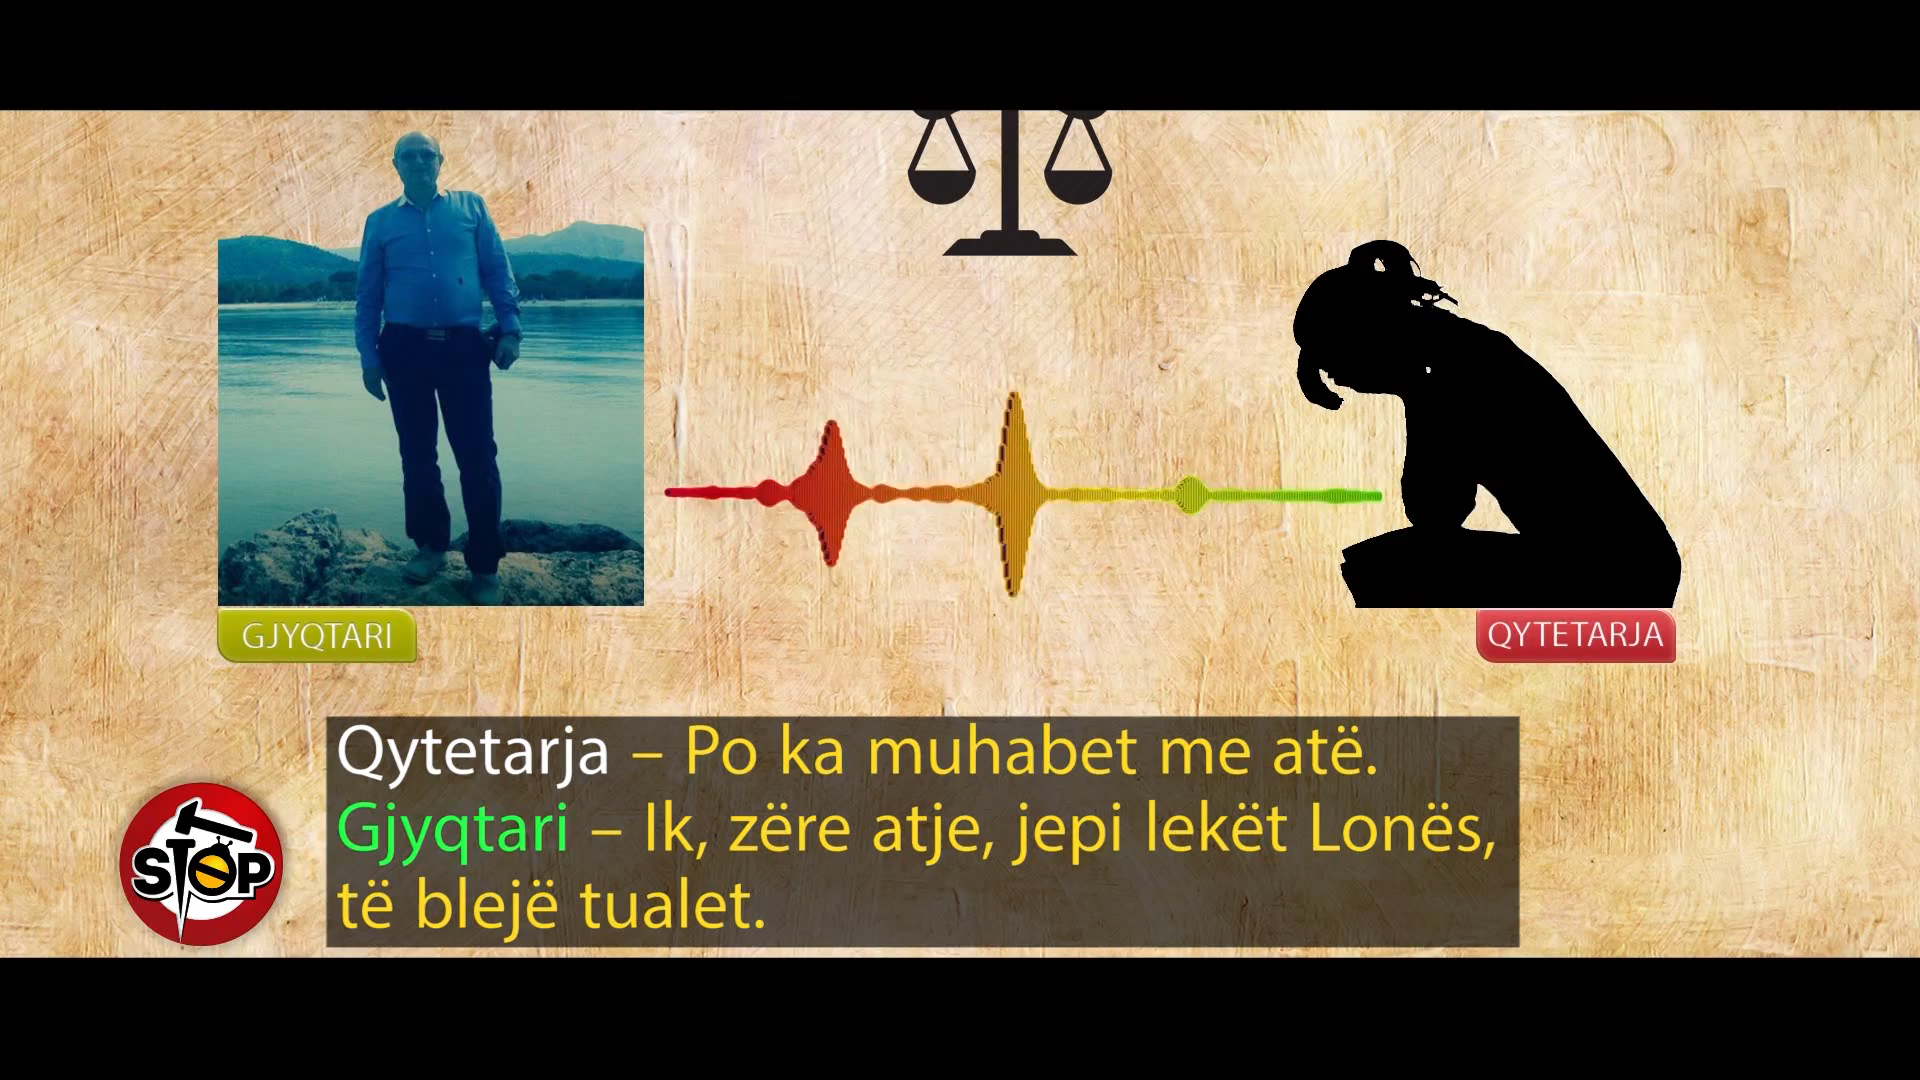 GJYQTARI
QYTETARJA
Qytetarja – Po ka muhabet me atë.
Gjyqtari – Ik, zëre atje, jepi lekët Lonës,
të blejë tualet.
STOP